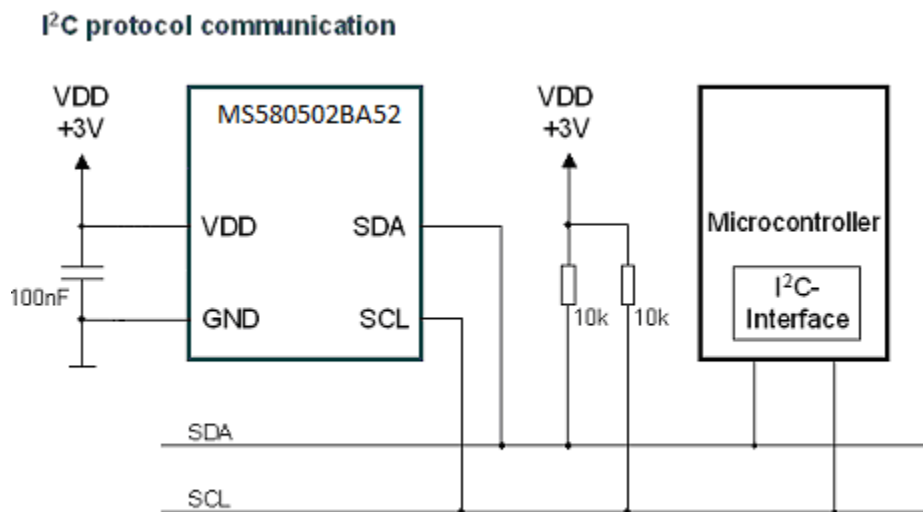 I²C protocol communication
VDD
+3V
MS580502BA52
VDD
SDA
GND
SCL
100nF
VDD
+3V
10k
10k
Microcontroller
I²C-
Interface
SDA
SCL